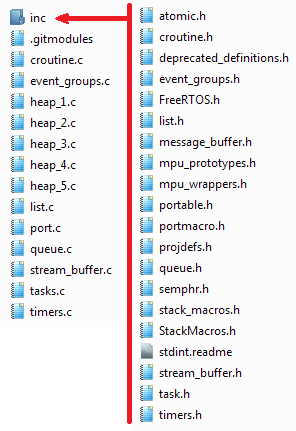 inc
.gitmodules
croutine.c
event_groups.c
heap_1.c
heap_2.c
heap_3.c
heap_4.c
heap_5.c
list.c
port.c
queue.c
stream_buffer.c
tasks.c
timers.c
atomic.h
croutine.h
deprecated_definitions.h
event_groups.h
FreeRTOS.h
list.h
message_buffer.h
mpu_prototypes.h
mpu_wrappers.h
portable.h
portmacro.h
projdefs.h
queue.h
semphr.h
stack_macros.h
StackMacros.h
stdint.readme
stream_buffer.h
task.h
timers.h